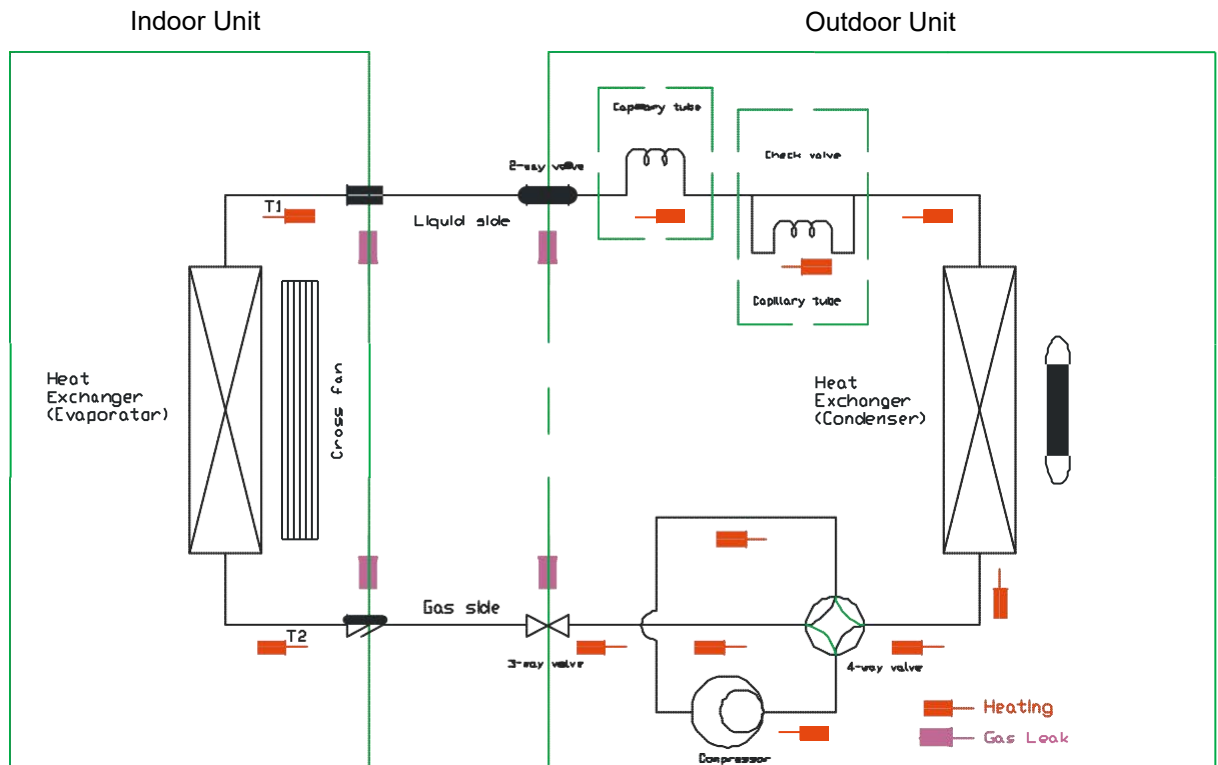 Indoor Unit
Outdoor Unit
Capillary tube
2-way valve
Check valve
T1
Liquid side
Capillary tube
Heat
Exchanger
(Evaporator)
Cross fan
Heat
Exchanger
(Condenser)
Gas side
T2
3-way valve
4-way valve
Heating
Gas Leak
Compressor